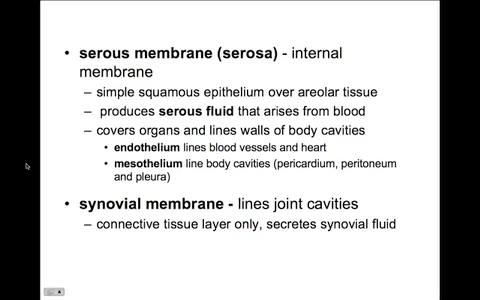 • serous membrane (serosa) - internal
membrane
– simple squamous epithelium over areolar tissue
– produces serous fluid that arises from blood
– covers organs and lines walls of body cavities
• endothelium lines blood vessels and heart
• mesothelium line body cavities (pericardium, peritoneum
and pleura)
• synovial membrane - lines joint cavities
– connective tissue layer only, secretes synovial fluid